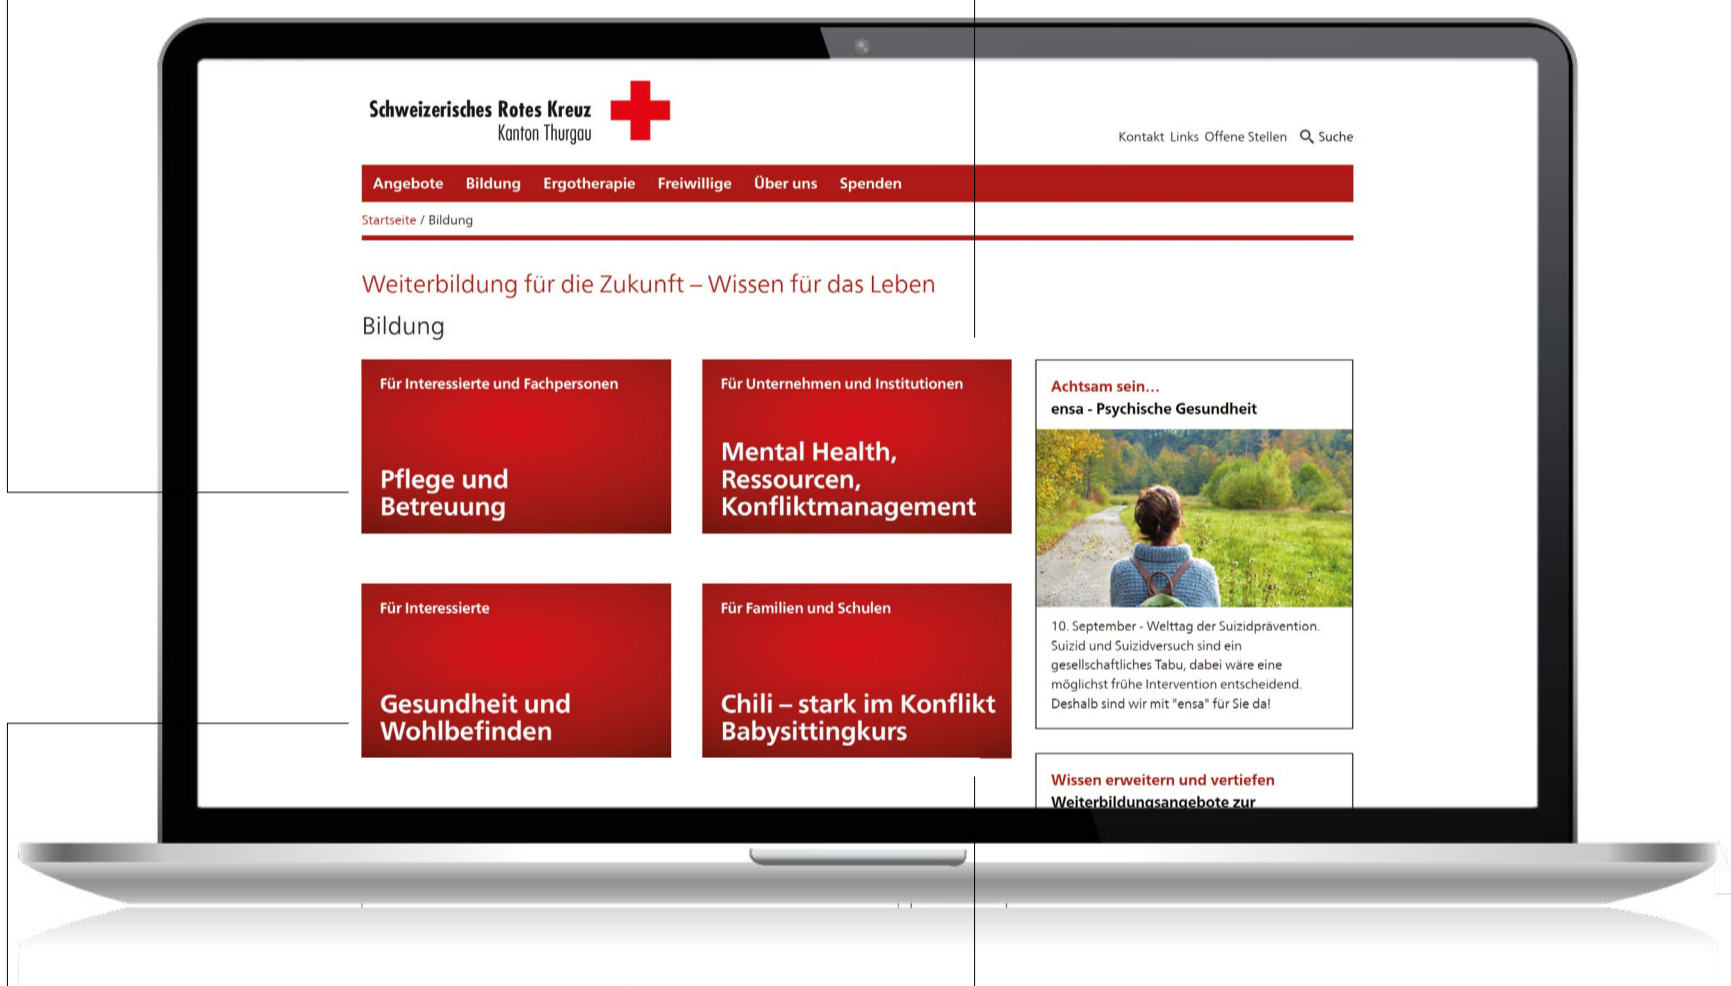 Schweizerisches Rotes Kreuz
Kanton Thurgau
Kontakt Links Offene Stellen Suche
Angebote Bildung Ergotherapie Freiwillige Über uns Spenden
Startseite / Bildung
Weiterbildung für die Zukunft – Wissen für das Leben
Bildung
Für Interessierte und Fachpersonen
Pflege und
Betreuung
Für Unternehmen und Institutionen
Mental Health,
Ressourcen,
Konfliktmanagement
Für Interessierte
Gesundheit und
Wohlbefinden
Für Familien und Schulen
Chili – stark im Konflikt
Babysittingkurs
Achtsam sein...
ensa - Psychische Gesundheit
10. September - Welttag der Suizidprävention.
Suizid und Suizidversuch sind ein
gesellschaftliches Tabu, dabei wäre eine
möglichst frühe Intervention entscheidend.
Deshalb sind wir mit "ensa" für Sie da!
Wissen erweitern und vertiefen
Weiterbildungsangebote zur